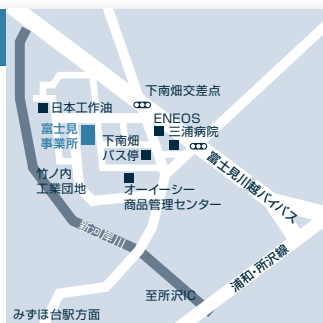 下南畑交差点
日本工作油
ENEOS
三浦病院
富士見
事業所
下南畑
バス停
富士見川越バイパス
竹ノ内
工業団地
オーイーシー
商品管理センター
新河岸川
浦和・所沢線
至所沢IC
みずほ台駅方面